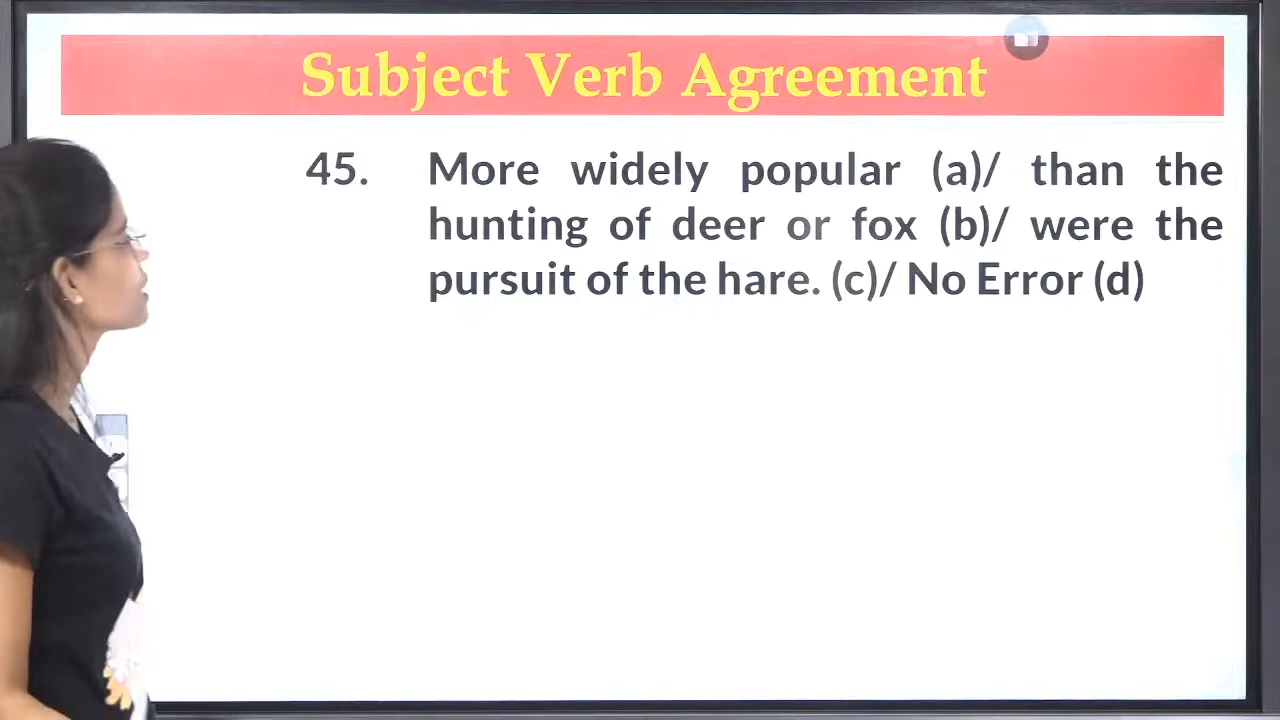 Subject Verb Agreement
45. More widely popular (a)/ than the
hunting of deer or fox (b)/ were the
pursuit of the hare. (c)/ No Error (d)